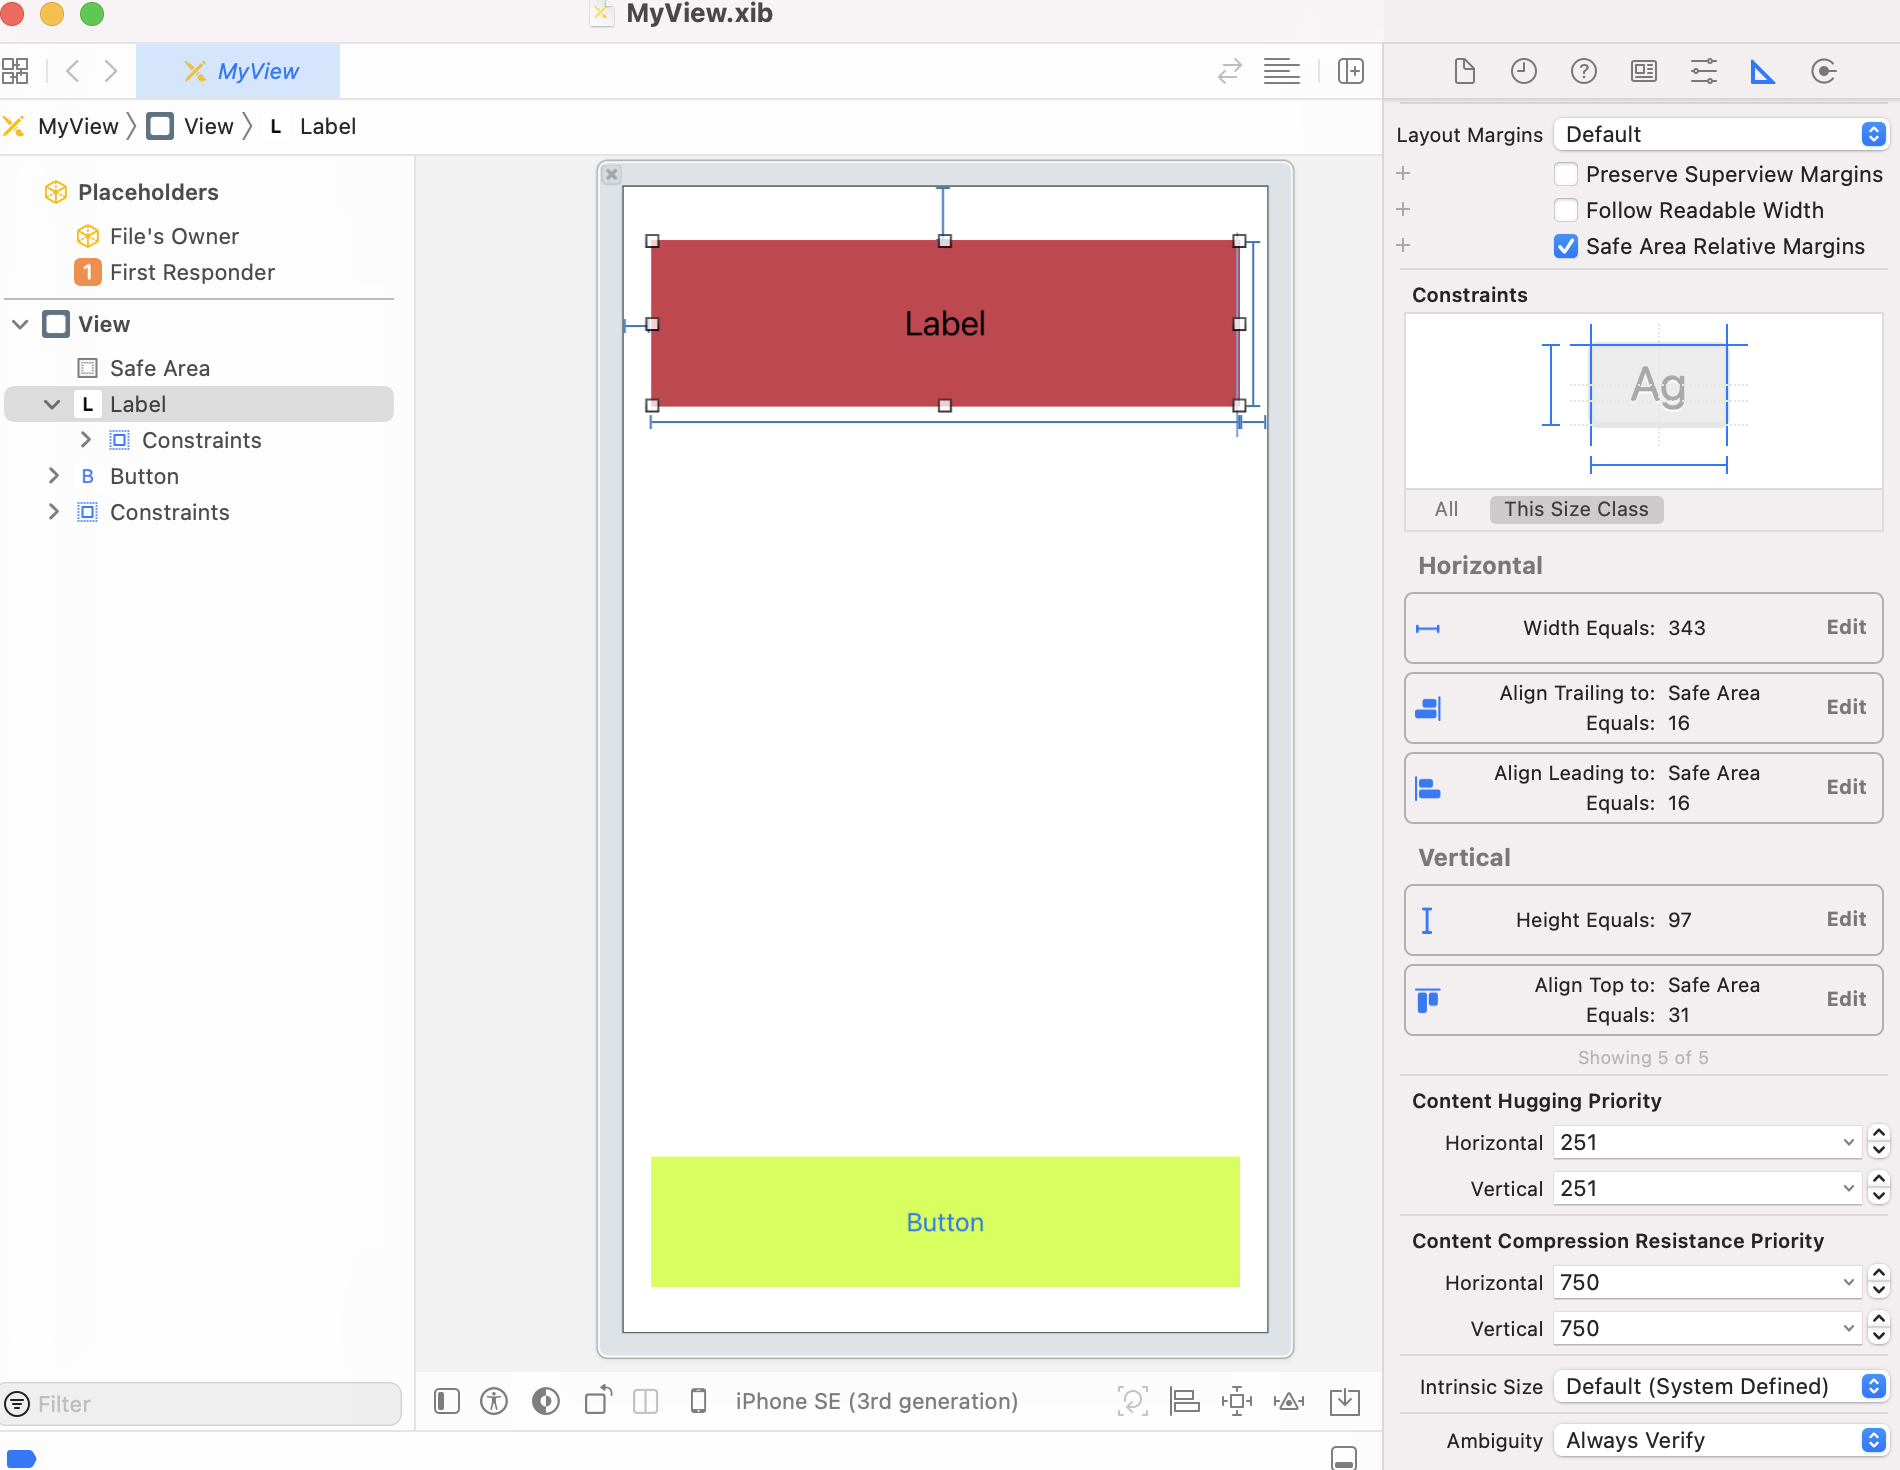 MyView.xib
MyView
MyView 〉 View 〉 L Label
Placeholders
File's Owner
1 First Responder
View
Safe Area
L Label
Constraints
B Button
Constraints
Filter
Label
Button
iPhone SE (3rd generation)
Layout Margins Default
Preserve Superview Margins
Follow Readable Width
Safe Area Relative Margins
Constraints
Ag
All This Size Class
Horizontal
Width Equals: 343 Edit
Align Trailing to: Safe Area
Equals: 16
Edit
Align Leading to: Safe Area
Equals: 16
Edit
Vertical
Height Equals: 97 Edit
Align Top to: Safe Area
Equals: 31
Edit
Showing 5 of 5
Content Hugging Priority
Horizontal 251
Vertical 251
Content Compression Resistance Priority
Horizontal 750
Vertical 750
Intrinsic Size Default (System Defined)
Ambiguity Always Verify